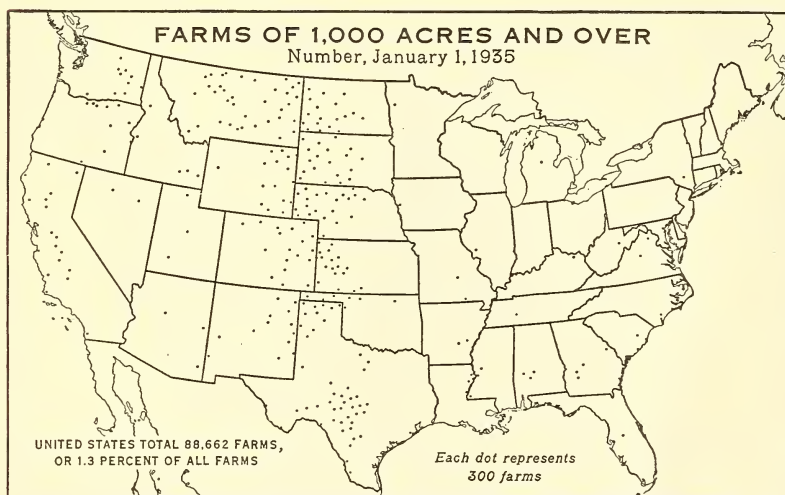 FARMS OF 1,000 ACRES AND OVER
Number, January 1, 1935
UNITED STATES TOTAL 88,662 FARMS,
OR 1.3 PERCENT OF ALL FARMS
Each dot represents
300 farms